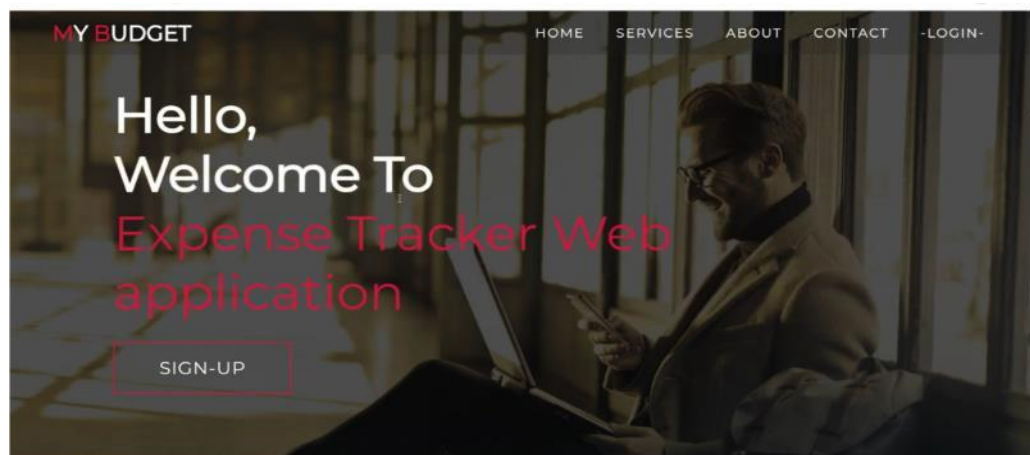 MY BUDGET
HOME SERVICES ABOUT CONTACT -LOGIN-
Hello,
Welcome To
Expense Tracker Web
application
SIGN-UP